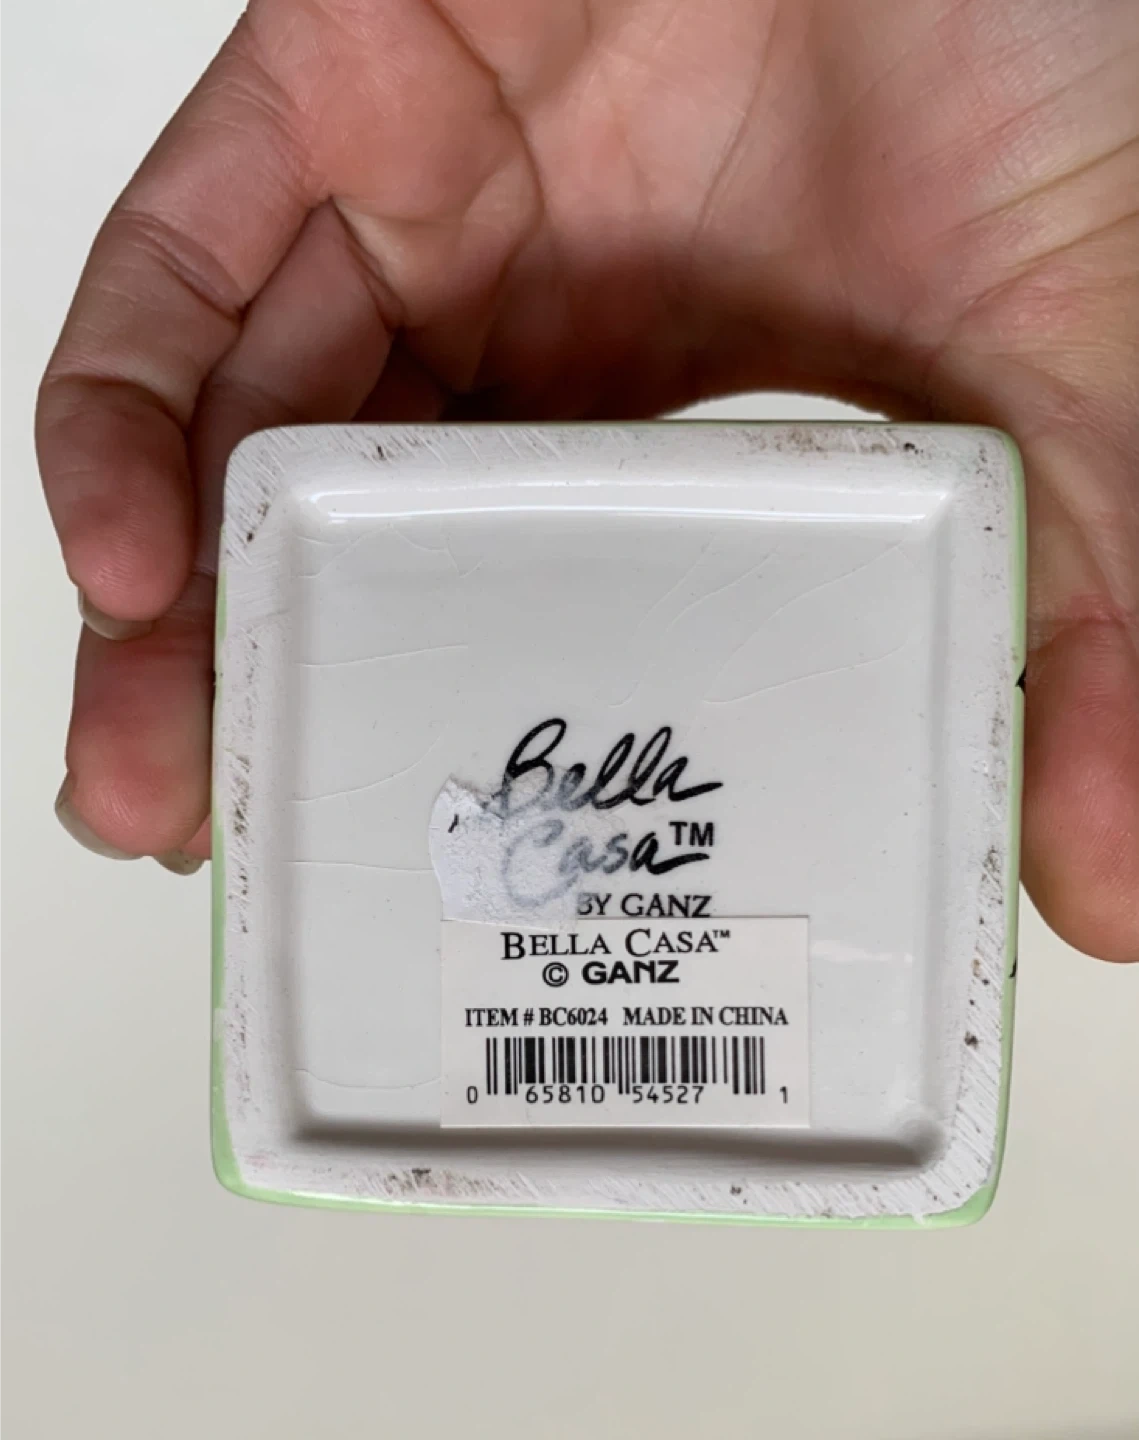 Bella
Casa™
BY GANZ
BELLA CASA™
© GANZ
ITEM # BC6024 MADE IN CHINA
0 65810 54527 1